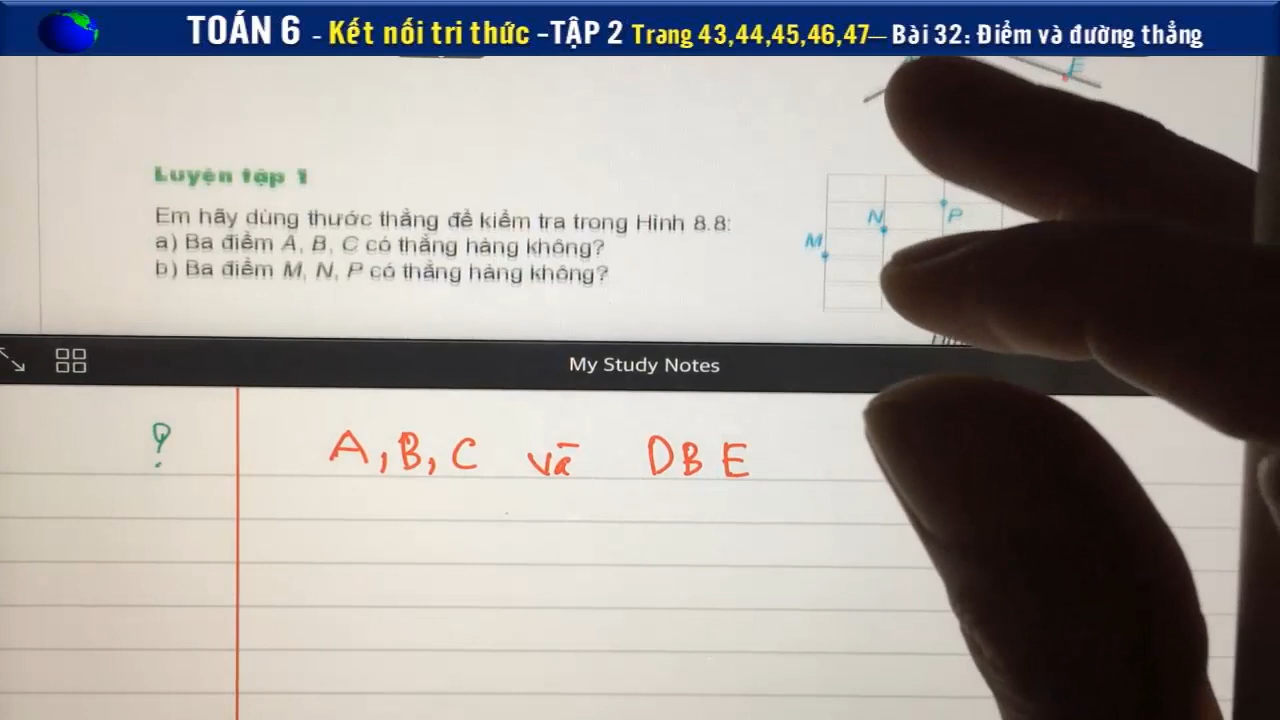 TOÁN 6 - Kết nối tri thức -TẬP 2 Trang 43,44,45,46,47- Bài 32: Điểm và đường thẳng
E
Luyện tập 1
Em hãy dùng thước thẳng để kiểm tra trong Hình 8.8:
a) Ba điểm A, B, C có thẳng hàng không?
b) Ba điểm M, N, P có thẳng hàng không?
N
P
M
My Study Notes
? A, B, C và D B E